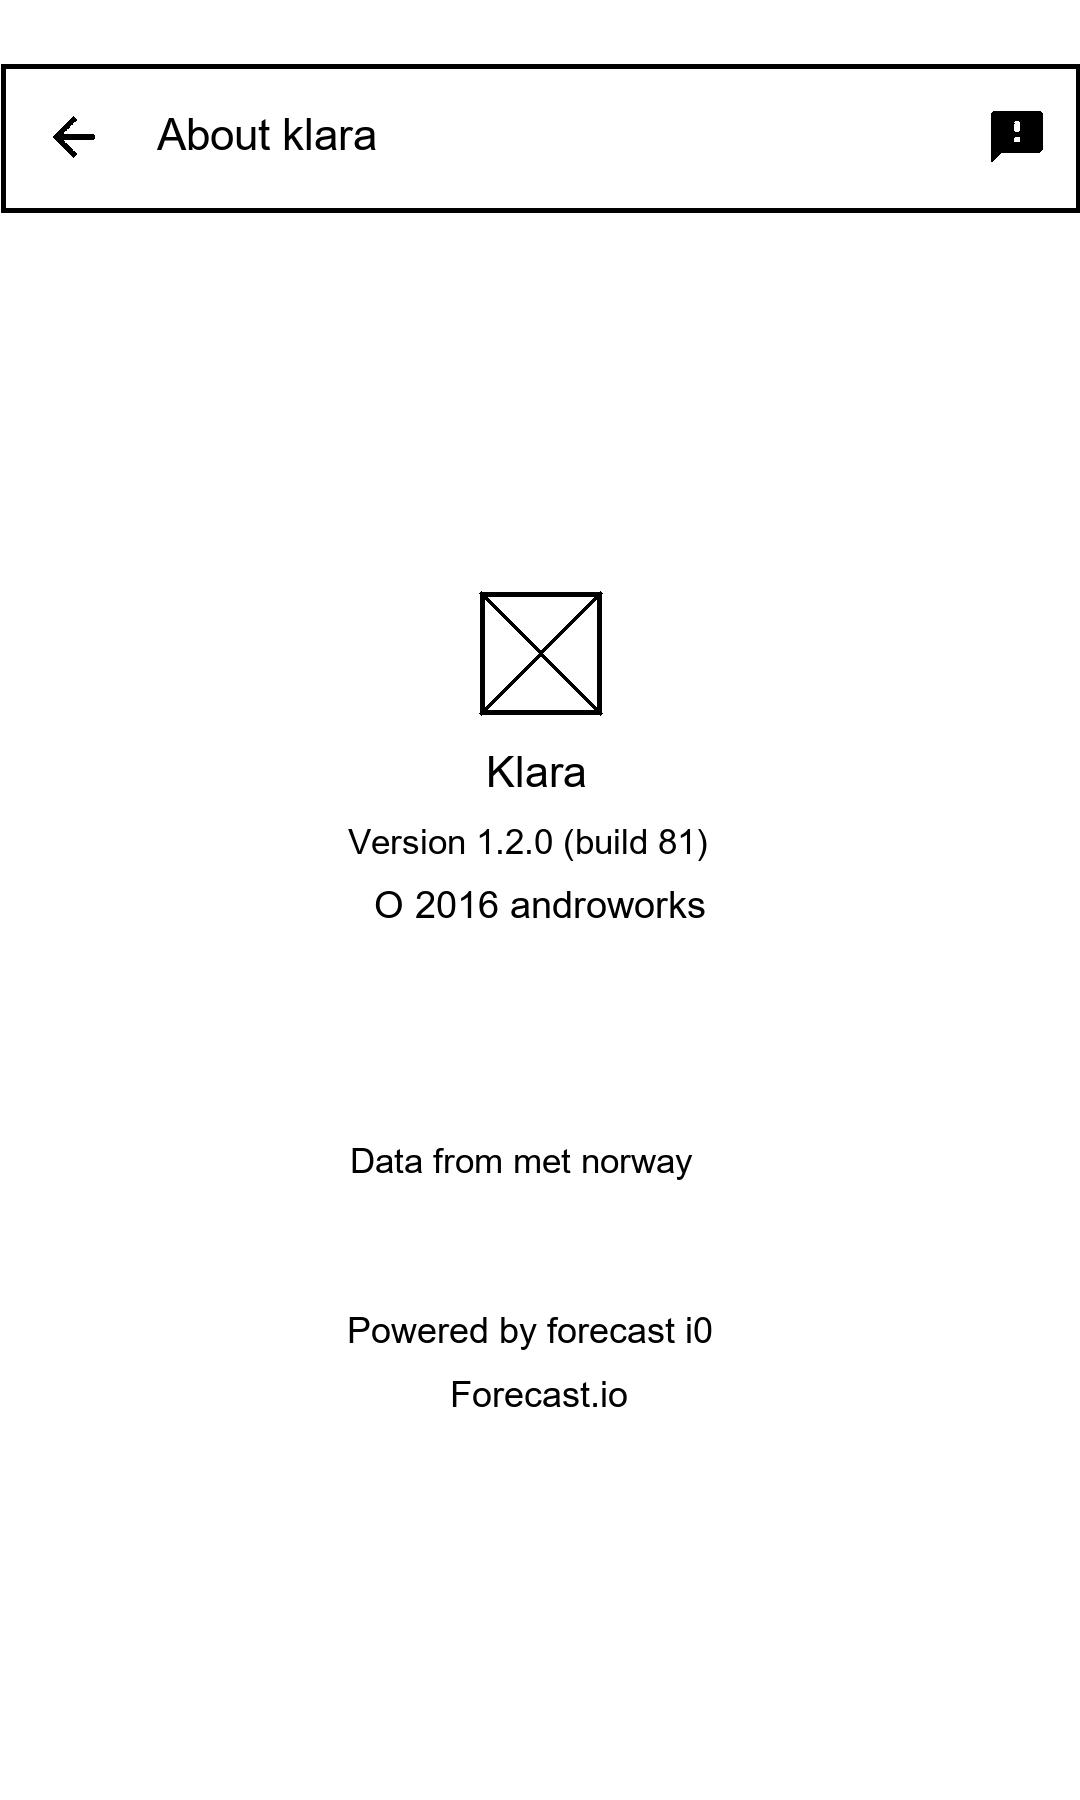 About klara
Klara
Version 1.2.0 (build 81)
O 2016 androworks
Data from met norway
Powered by forecast i0
Forecast.io